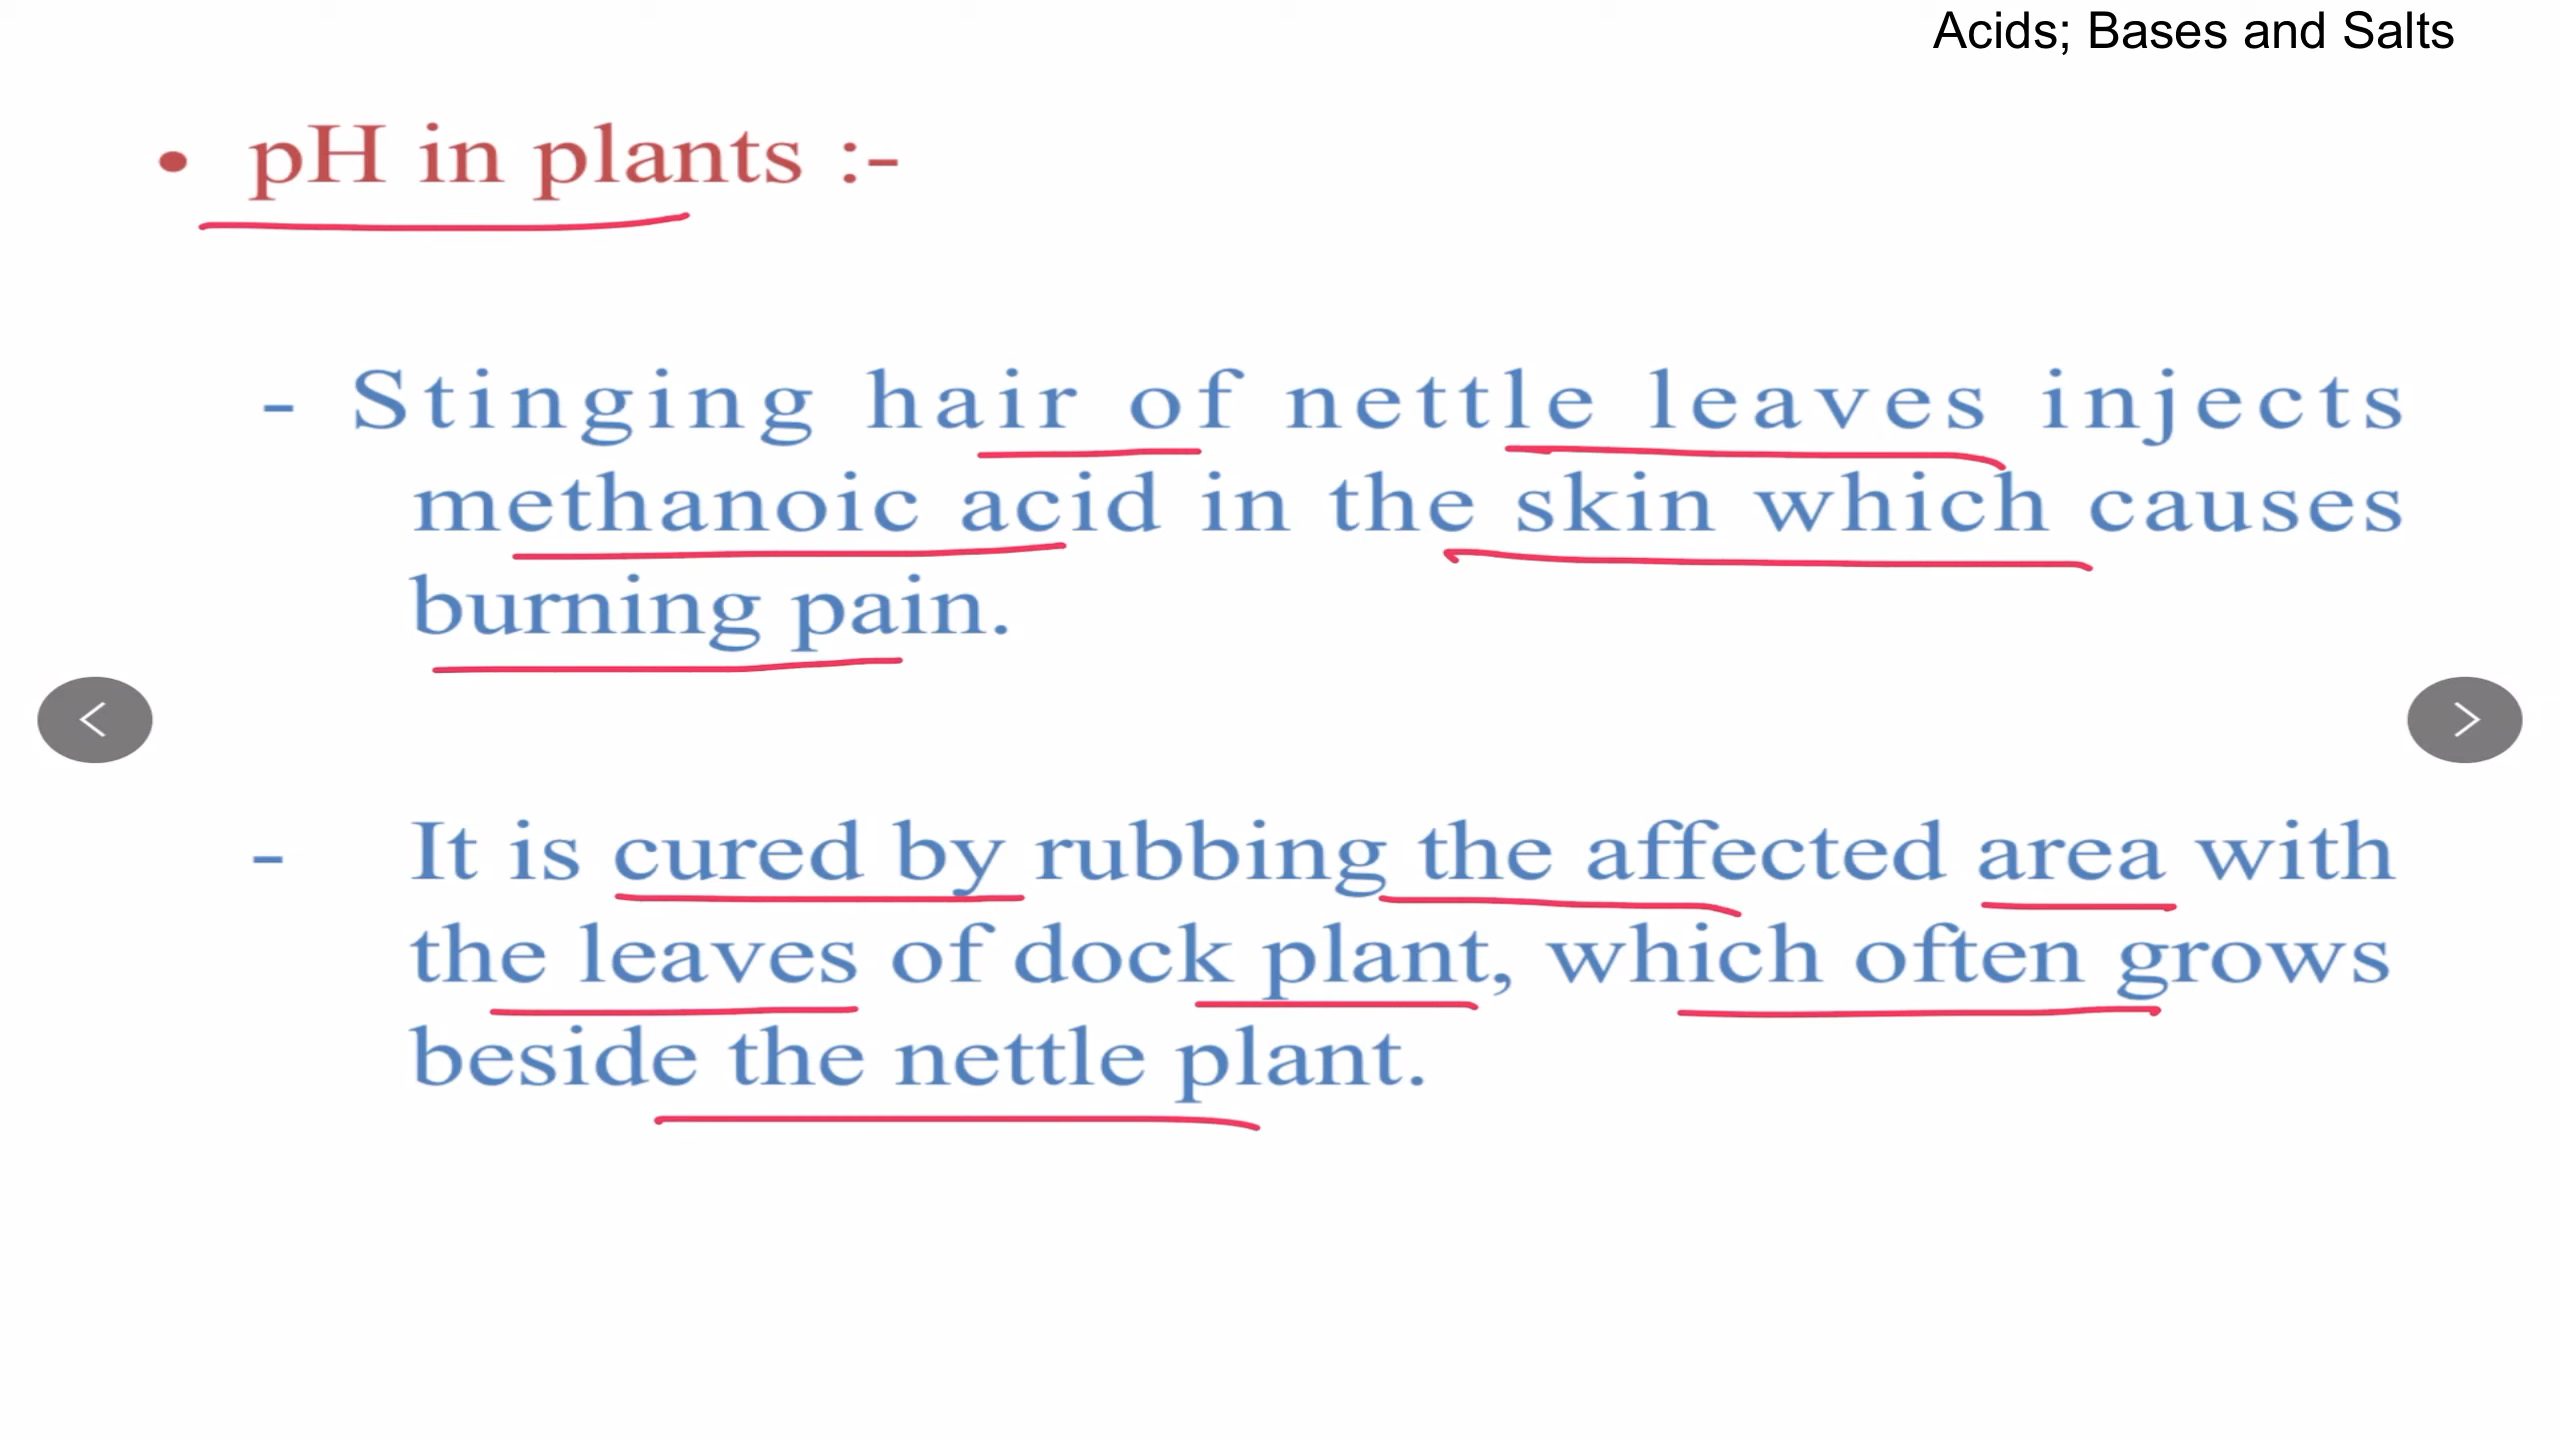 Acids; Bases and Salts
• pH in plants :-
- Stinging hair of nettle leaves injects
methanoic acid in the skin which causes
burning pain.
- It is cured by rubbing the affected area with
the leaves of dock plant, which often grows
beside the nettle plant.